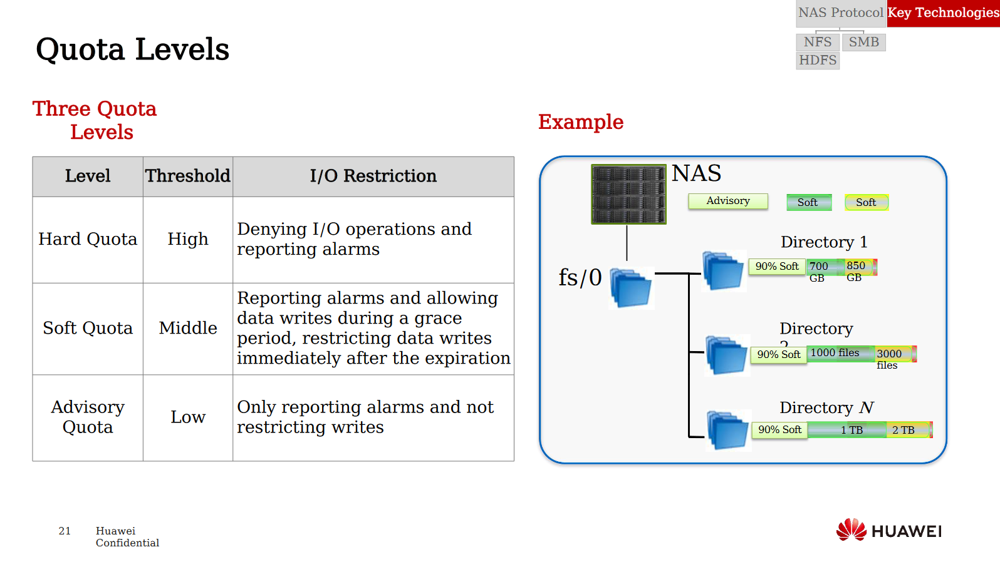 NAS Protocol
Key Technologies
NFS
SMB
HDFS
Quota Levels
Three Quota
Levels
Level
Threshold
I/O Restriction
Hard Quota
High
Denying I/O operations and
reporting alarms
Soft Quota
Middle
Reporting alarms and allowing
data writes during a grace
period, restricting data writes
immediately after the expiration
Advisory
Quota
Low
Only reporting alarms and not
restricting writes
Example
NAS
Advisory
Soft
Soft
fs/0
Directory 1
90% Soft
700
GB
850
GB
Directory
2
90% Soft
1000 files
3000
files
Directory N
90% Soft
1 TB
2 TB
21
Huawei
Confidential
HUAWEI